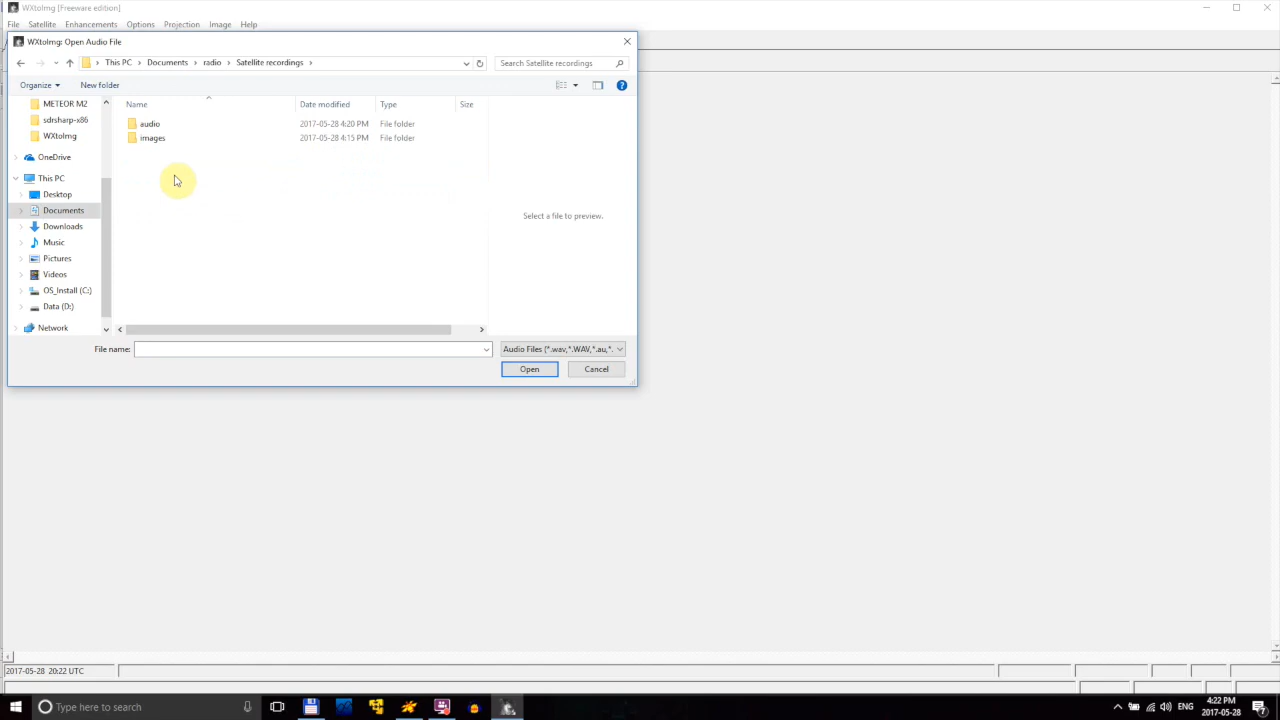 WXtoImg [Freeware edition]
File Satellite Enhancements Options Projection Image Help
WXtoImg: Open Audio File
This PC Documents radio Satellite recordings
Search Satellite recordings
Organize New folder
Name Date modified Type Size
METEOR M2
sdrsharp-x86
WXtoImg
OneDrive
This PC
Desktop
Documents
Downloads
Music
Pictures
Videos
OS_Install (C:)
Data (D:)
Network
audio 2017-05-28 4:20 PM File folder
images 2017-05-28 4:15 PM File folder
Select a file to preview.
File name: Audio Files (*.wav,*.WAV,*.au,*.
Open Cancel
2017-05-28 20:22 UTC
Type here to search
ENG
4:22 PM
2017-05-28